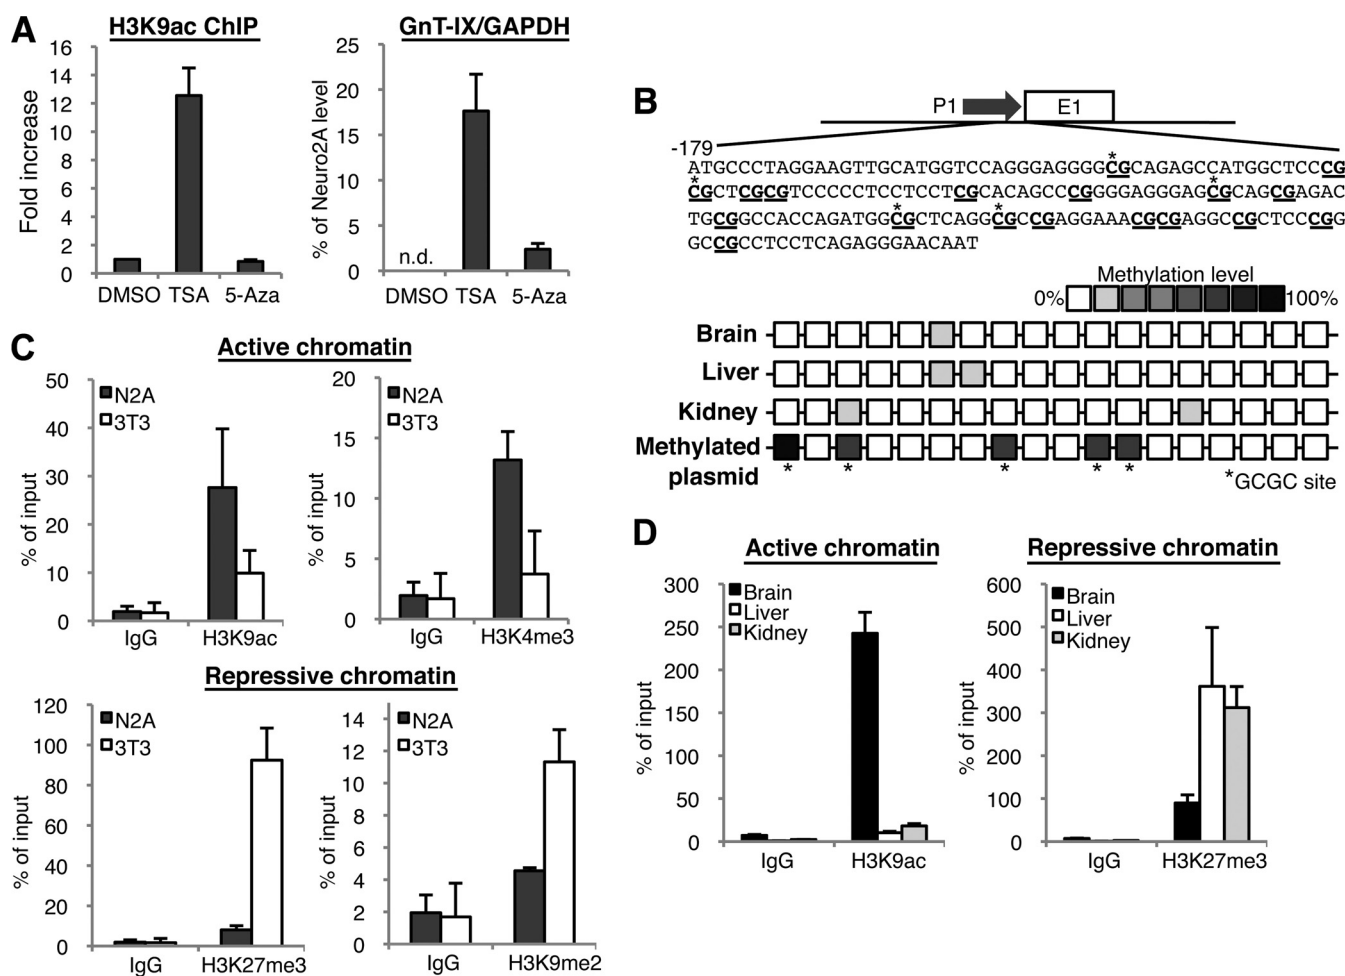 A
H3K9ac ChIP
Fold increase
16
14
12
10
8
6
4
2
0
DMSO TSA 5-Aza
GnT-IX/GAPDH
% of Neuro2A level
25
20
15
10
5
0
n.d.
DMSO TSA 5-Aza
B
P1
E1
-179
ATGCCCTAGGAAGTTGCATGGTCCAGGGAGGGGC*GCAGAGCCATGGCTCCCG
C*GCTCGCGTCCCCCTCCTCCTCGCACAGCCCGGGGAGGGAGC*GCAGCGAGAC
TGCGGCCACCAGATGGC*GCTCAGGC*GCCGAGGAAACGCGAGGCCGCTCCCGG
GCCGCCTCCTCAGAGGGAACAAT
Methylation level
0% 100%
Brain
Liver
Kidney
Methylated
plasmid
* * * * *
*GCGC site
C
Active chromatin
% of input
50
40
30
20
10
0
N2A
3T3
IgG H3K9ac
% of input
20
15
10
5
0
N2A
3T3
IgG H3K4me3
Repressive chromatin
% of input
120
100
80
60
40
20
0
N2A
3T3
IgG H3K27me3
% of input
14
12
10
8
6
4
2
0
N2A
3T3
IgG H3K9me2
D
Active chromatin
% of input
300
250
200
150
100
50
0
Brain
Liver
Kidney
IgG H3K9ac
Repressive chromatin
% of input
600
500
400
300
200
100
0
Brain
Liver
Kidney
IgG H3K27me3